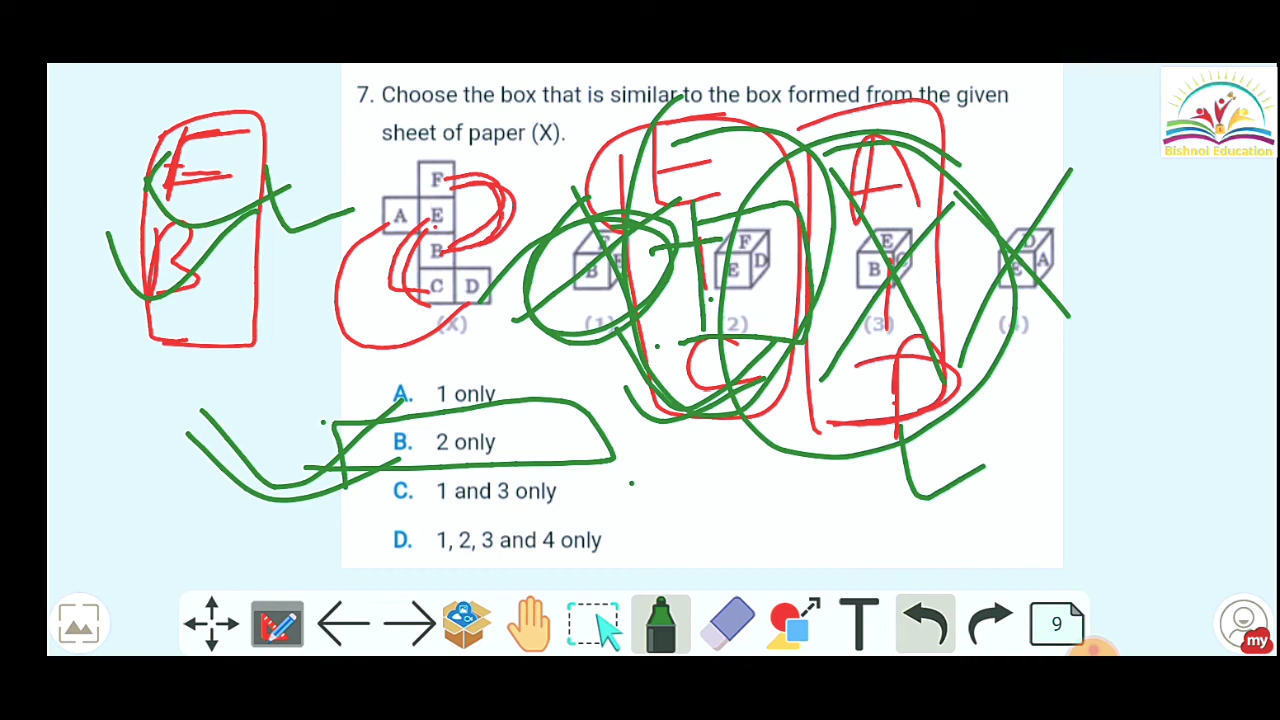 7. Choose the box that is similar to the box formed from the given
sheet of paper (X).
Bishnoi Education
F
A E
B
C D
(X)
F
B
(1)
F
E D
(2)
E
B C
(3)
D
E A
A. 1 only
B. 2 only
C. 1 and 3 only
D. 1, 2, 3 and 4 only
E
B
E
C
A
D
T
9
my